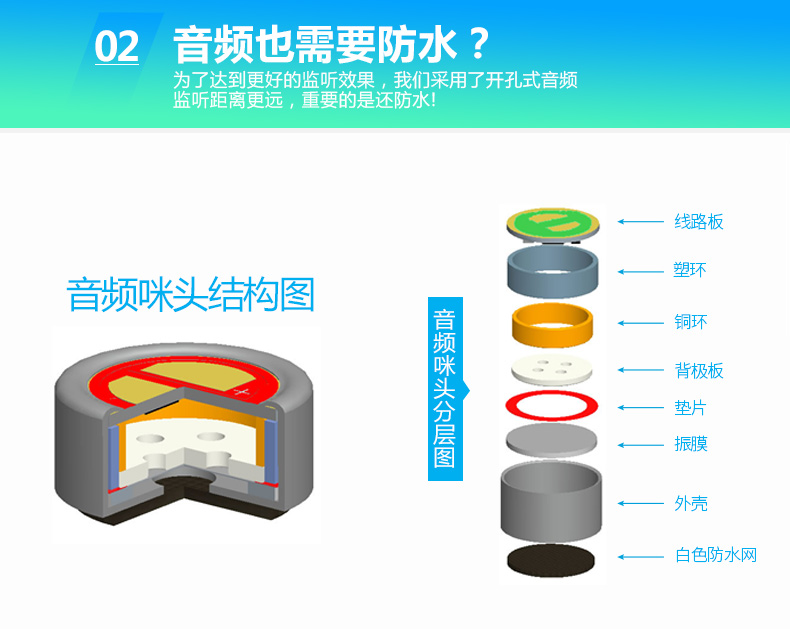 02
音频也需要防水？
为了达到更好的监听效果，我们采用了开孔式音频
监听距离更远，重要的是还防水!
音频咪头结构图
音频咪头分层图
线路板
塑环
铜环
背极板
垫片
振膜
外壳
白色防水网